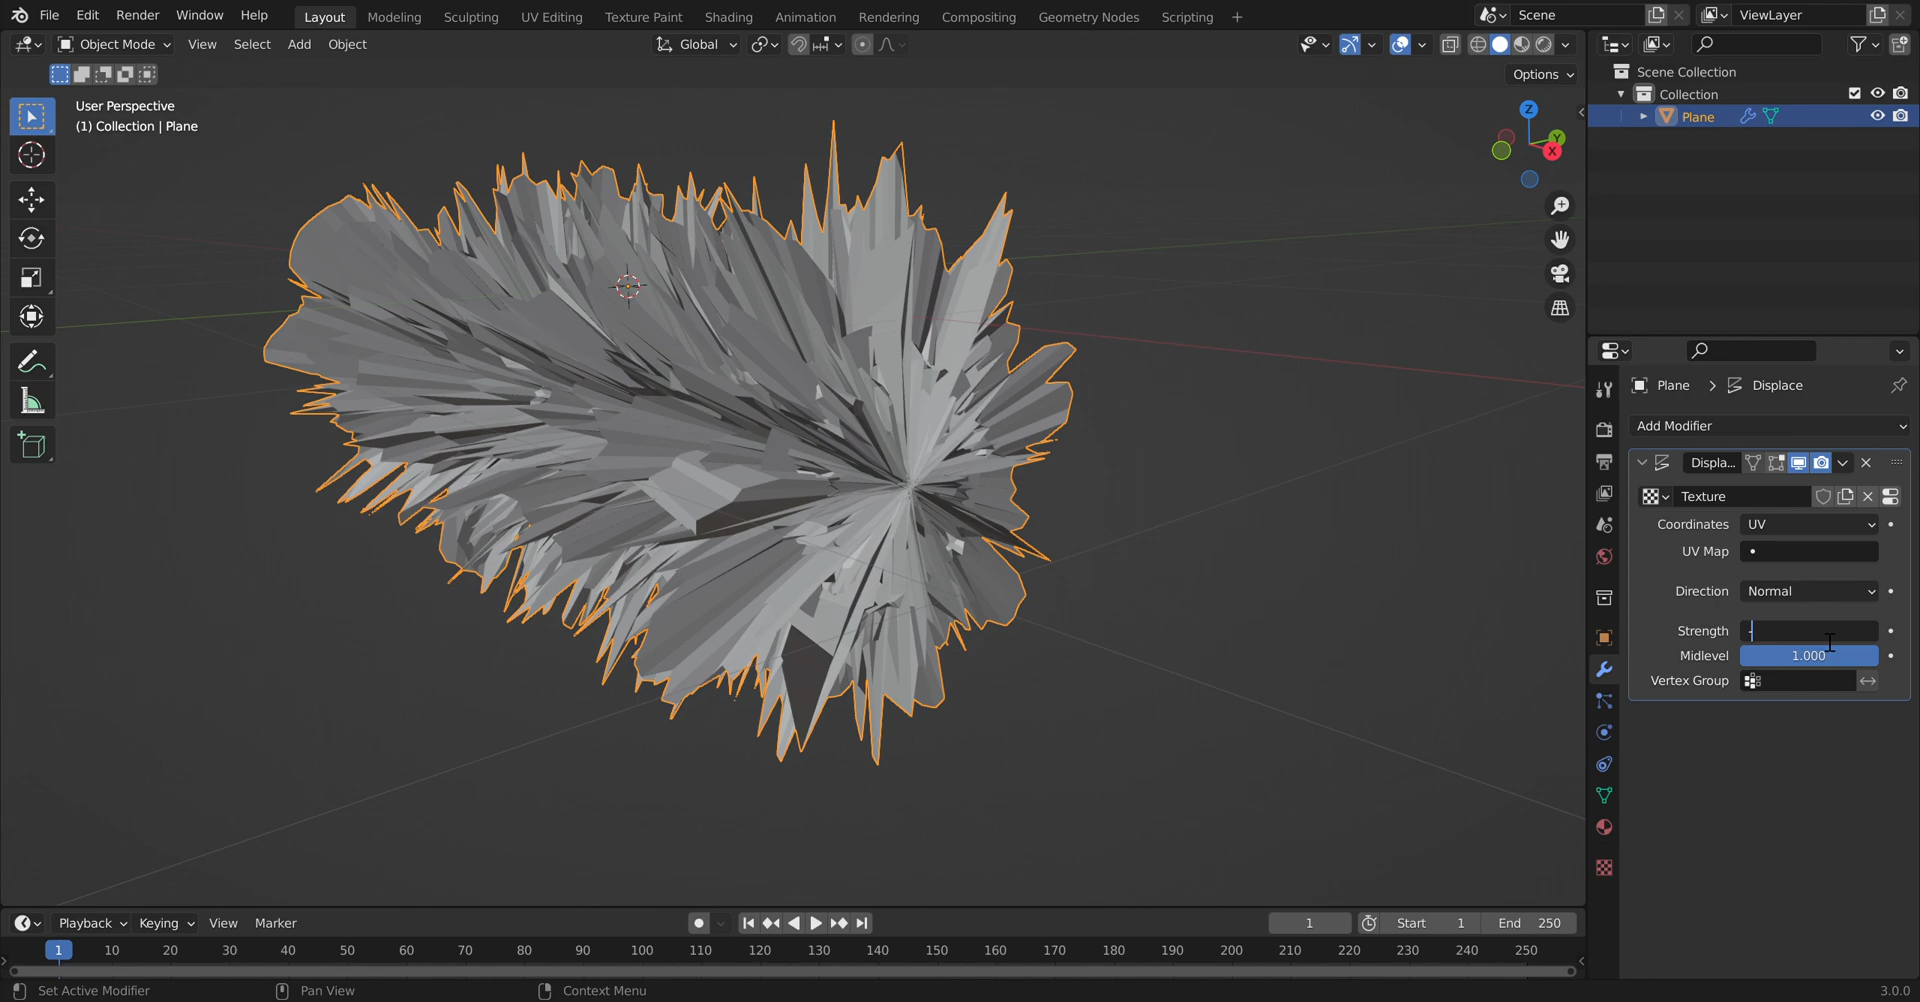 File Edit Render Window Help Layout Modeling Sculpting UV Editing Texture Paint Shading Animation Rendering Compositing Geometry Nodes Scripting + Scene ViewLayer
Object Mode View Select Add Object Global
Options
User Perspective
(1) Collection | Plane
Z
Y
X
Scene Collection
Collection
Plane
Plane > Displace
Add Modifier
Displa...
Texture
Coordinates UV
UV Map
Direction Normal
Strength -
Midlevel 1.000
Vertex Group
Playback Keying View Marker 1 Start 1 End 250
1 10 20 30 40 50 60 70 80 90 100 110 120 130 140 150 160 170 180 190 200 210 220 230 240 250
Set Active Modifier Pan View Context Menu 3.0.0